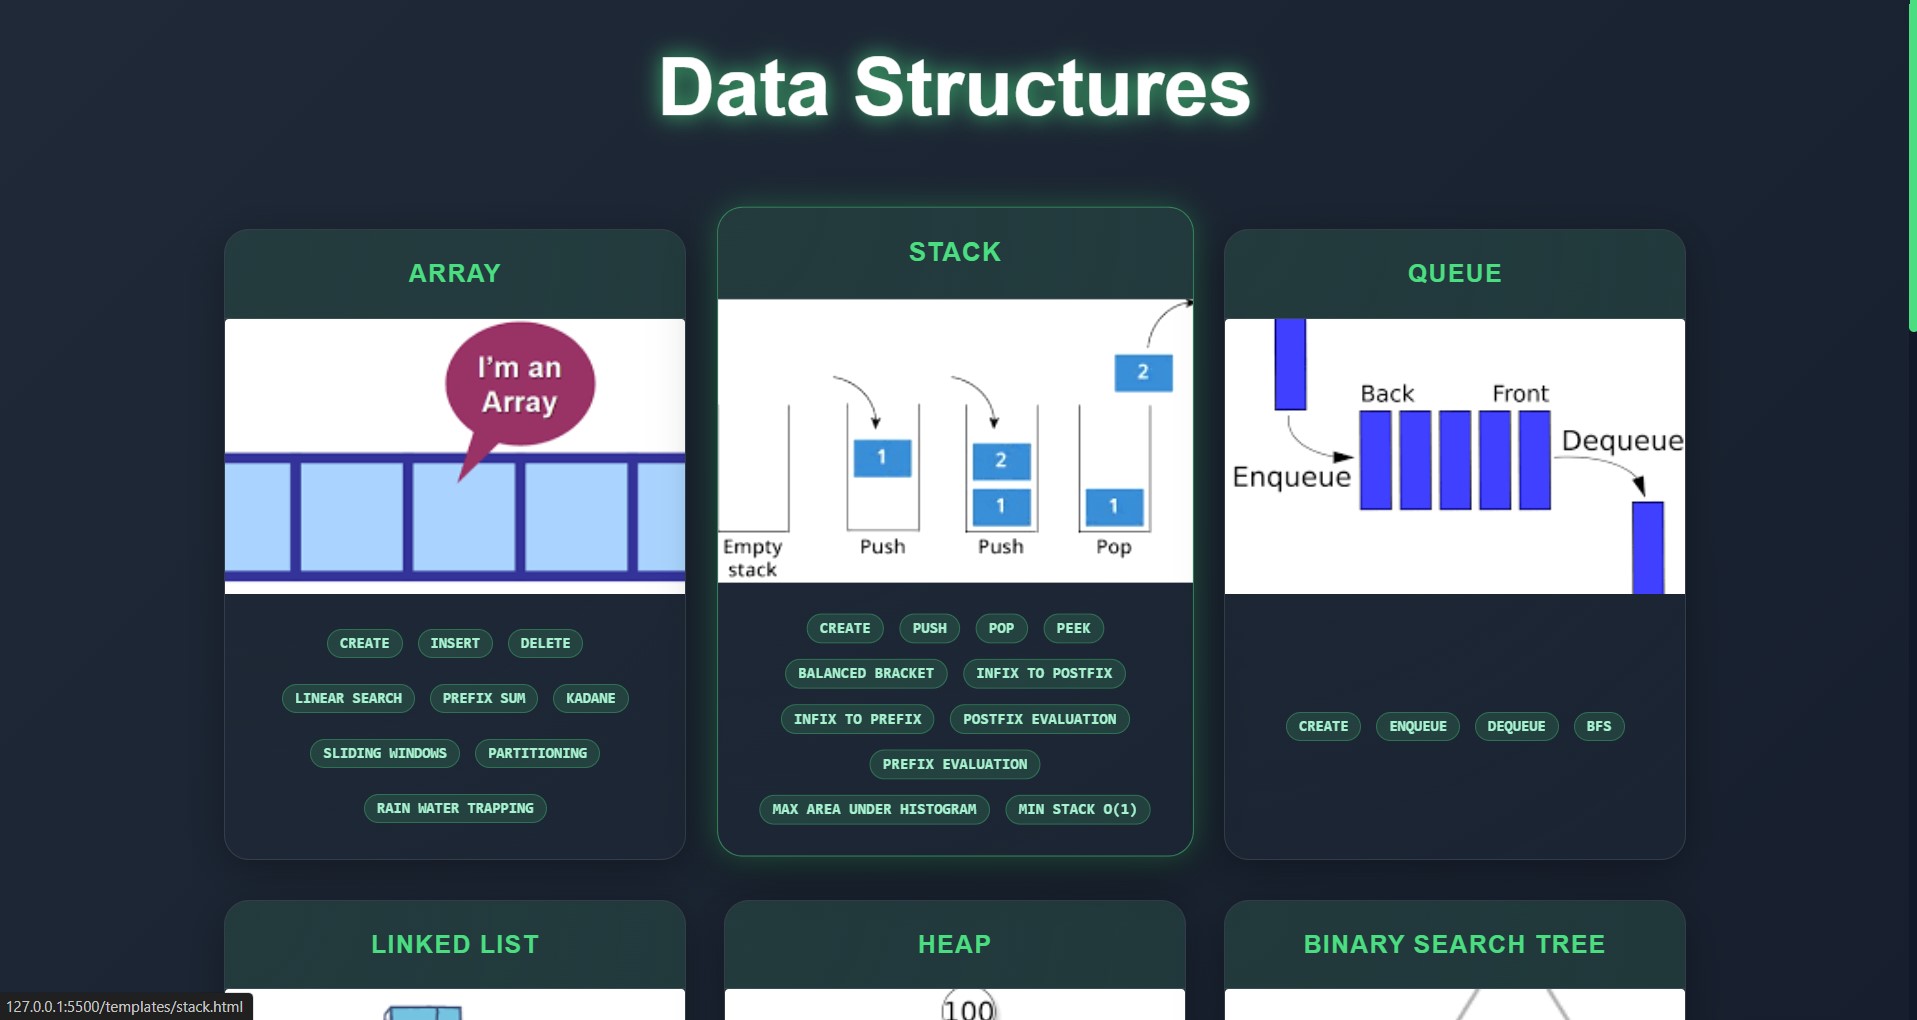 Data Structures
ARRAY
I'm an
Array
CREATE INSERT DELETE
LINEAR SEARCH PREFIX SUM KADANE
SLIDING WINDOWS PARTITIONING
RAIN WATER TRAPPING
STACK
2
1 2
1 1
Empty
stack
Push Push Pop
CREATE PUSH POP PEEK
BALANCED BRACKET INFIX TO POSTFIX
INFIX TO PREFIX POSTFIX EVALUATION
PREFIX EVALUATION
MAX AREA UNDER HISTOGRAM MIN STACK O(1)
QUEUE
Back Front
Dequeue
Enqueue
CREATE ENQUEUE DEQUEUE BFS
LINKED LIST
HEAP
100
BINARY SEARCH TREE
127.0.0.1:5500/templates/stack.html